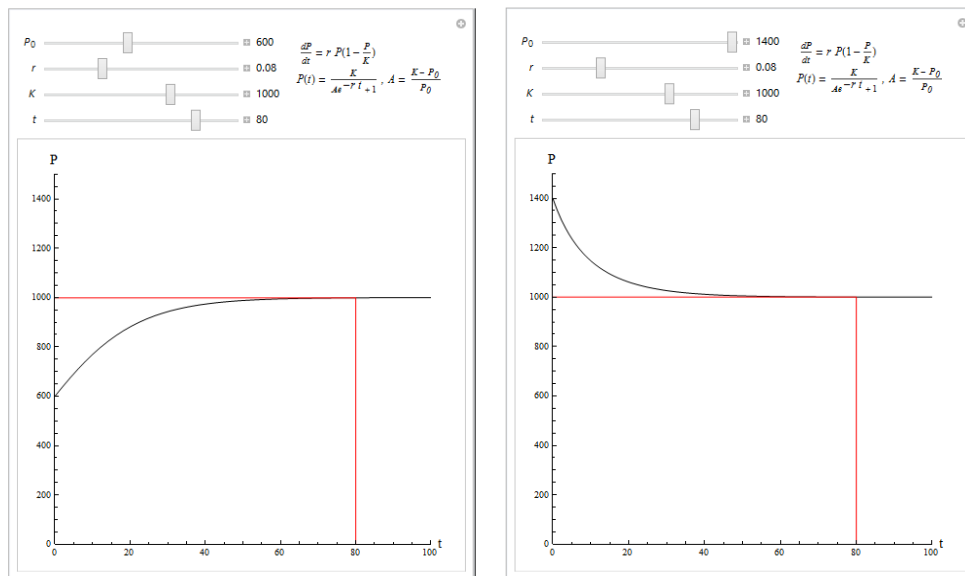 P₀ 600
r 0.08
K 1000
t 80
dP/dt = r P(1 - P/K)
P(t) = K/(Ae^(-r t) + 1) , A = (K - P₀)/P₀
P
1400
1200
1000
800
600
400
200
0
0 20 40 60 80 100 t
P₀ 1400
r 0.08
K 1000
t 80
dP/dt = r P(1 - P/K)
P(t) = K/(Ae^(-r t) + 1) , A = (K - P₀)/P₀
P
1400
1200
1000
800
600
400
200
0
0 20 40 60 80 100 t